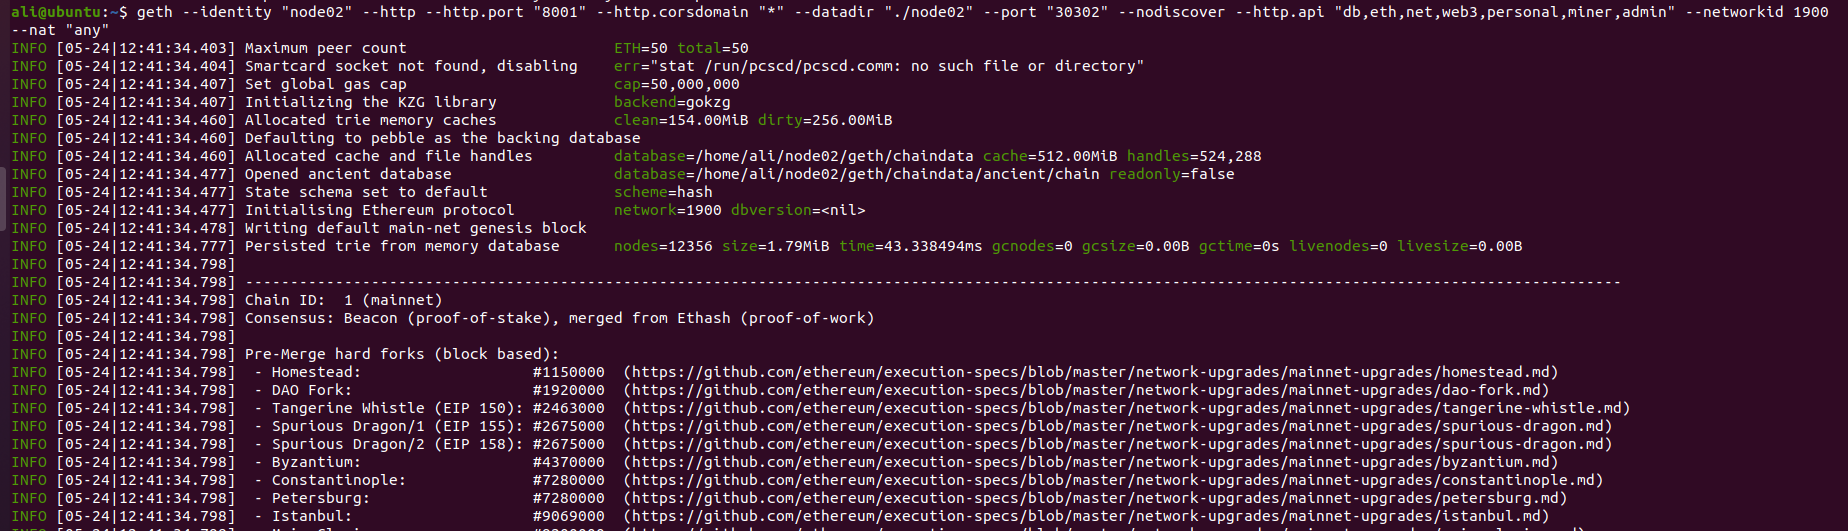 ali@ubuntu:~$ geth --identity "node02" --http --http.port "8001" --http.corsdomain "*" --datadir "./node02" --port "30302" --nodiscover --http.api "db,eth,net,web3,personal,miner,admin" --networkid 1900
--nat "any"
INFO [05-24|12:41:34.403] Maximum peer count                       ETH=50 total=50
INFO [05-24|12:41:34.404] Smartcard socket not found, disabling    err="stat /run/pcscd/pcscd.comm: no such file or directory"
INFO [05-24|12:41:34.407] Set global gas cap                       cap=50,000,000
INFO [05-24|12:41:34.407] Initializing the KZG library             backend=gokzg
INFO [05-24|12:41:34.460] Allocated trie memory caches             clean=154.00MiB dirty=256.00MiB
INFO [05-24|12:41:34.460] Defaulting to pebble as the backing database
INFO [05-24|12:41:34.460] Allocated cache and file handles         database=/home/ali/node02/geth/chaindata cache=512.00MiB handles=524,288
INFO [05-24|12:41:34.477] Opened ancient database                  database=/home/ali/node02/geth/chaindata/ancient/chain readonly=false
INFO [05-24|12:41:34.477] State schema set to default              scheme=hash
INFO [05-24|12:41:34.477] Initialising Ethereum protocol           network=1900 dbversion=<nil>
INFO [05-24|12:41:34.478] Writing default main-net genesis block
INFO [05-24|12:41:34.777] Persisted trie from memory database      nodes=12356 size=1.79MiB time=43.338494ms gcnodes=0 gcsize=0.00B gctime=0s livenodes=0 livesize=0.00B
INFO [05-24|12:41:34.798]
INFO [05-24|12:41:34.798] ---------------------------------------------------------------------------------------------------------------------------------------------------------
INFO [05-24|12:41:34.798] Chain ID:  1 (mainnet)
INFO [05-24|12:41:34.798] Consensus: Beacon (proof-of-stake), merged from Ethash (proof-of-work)
INFO [05-24|12:41:34.798]
INFO [05-24|12:41:34.798] Pre-Merge hard forks (block based):
INFO [05-24|12:41:34.798]  - Homestead:                   #1150000  (https://github.com/ethereum/execution-specs/blob/master/network-upgrades/mainnet-upgrades/homestead.md)
INFO [05-24|12:41:34.798]  - DAO Fork:                    #1920000  (https://github.com/ethereum/execution-specs/blob/master/network-upgrades/mainnet-upgrades/dao-fork.md)
INFO [05-24|12:41:34.798]  - Tangerine Whistle (EIP 150): #2463000  (https://github.com/ethereum/execution-specs/blob/master/network-upgrades/mainnet-upgrades/tangerine-whistle.md)
INFO [05-24|12:41:34.798]  - Spurious Dragon/1 (EIP 155): #2675000  (https://github.com/ethereum/execution-specs/blob/master/network-upgrades/mainnet-upgrades/spurious-dragon.md)
INFO [05-24|12:41:34.798]  - Spurious Dragon/2 (EIP 158): #2675000  (https://github.com/ethereum/execution-specs/blob/master/network-upgrades/mainnet-upgrades/spurious-dragon.md)
INFO [05-24|12:41:34.798]  - Byzantium:                   #4370000  (https://github.com/ethereum/execution-specs/blob/master/network-upgrades/mainnet-upgrades/byzantium.md)
INFO [05-24|12:41:34.798]  - Constantinople:              #7280000  (https://github.com/ethereum/execution-specs/blob/master/network-upgrades/mainnet-upgrades/constantinople.md)
INFO [05-24|12:41:34.798]  - Petersburg:                  #7280000  (https://github.com/ethereum/execution-specs/blob/master/network-upgrades/mainnet-upgrades/petersburg.md)
INFO [05-24|12:41:34.798]  - Istanbul:                    #9069000  (https://github.com/ethereum/execution-specs/blob/master/network-upgrades/mainnet-upgrades/istanbul.md)